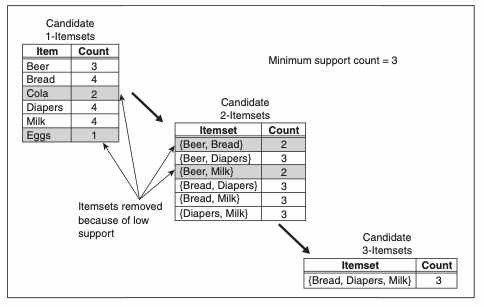 Candidate
1-Itemsets
Item Count
Beer 3
Bread 4
Cola 2
Diapers 4
Milk 4
Eggs 1
Minimum support count = 3
Candidate
2-Itemsets
Itemset Count
{Beer, Bread} 2
{Beer, Diapers} 3
{Beer, Milk} 2
{Bread, Diapers} 3
{Bread, Milk} 3
{Diapers, Milk} 3
Itemsets removed
because of low
support
Candidate
3-Itemsets
Itemset Count
{Bread, Diapers, Milk} 3